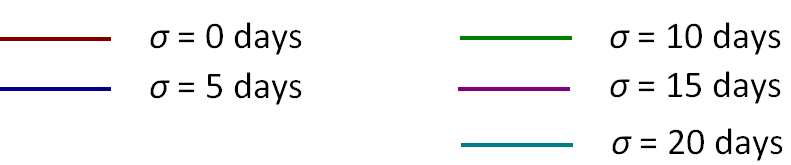 σ = 0 days
σ = 5 days
σ = 10 days
σ = 15 days
σ = 20 days